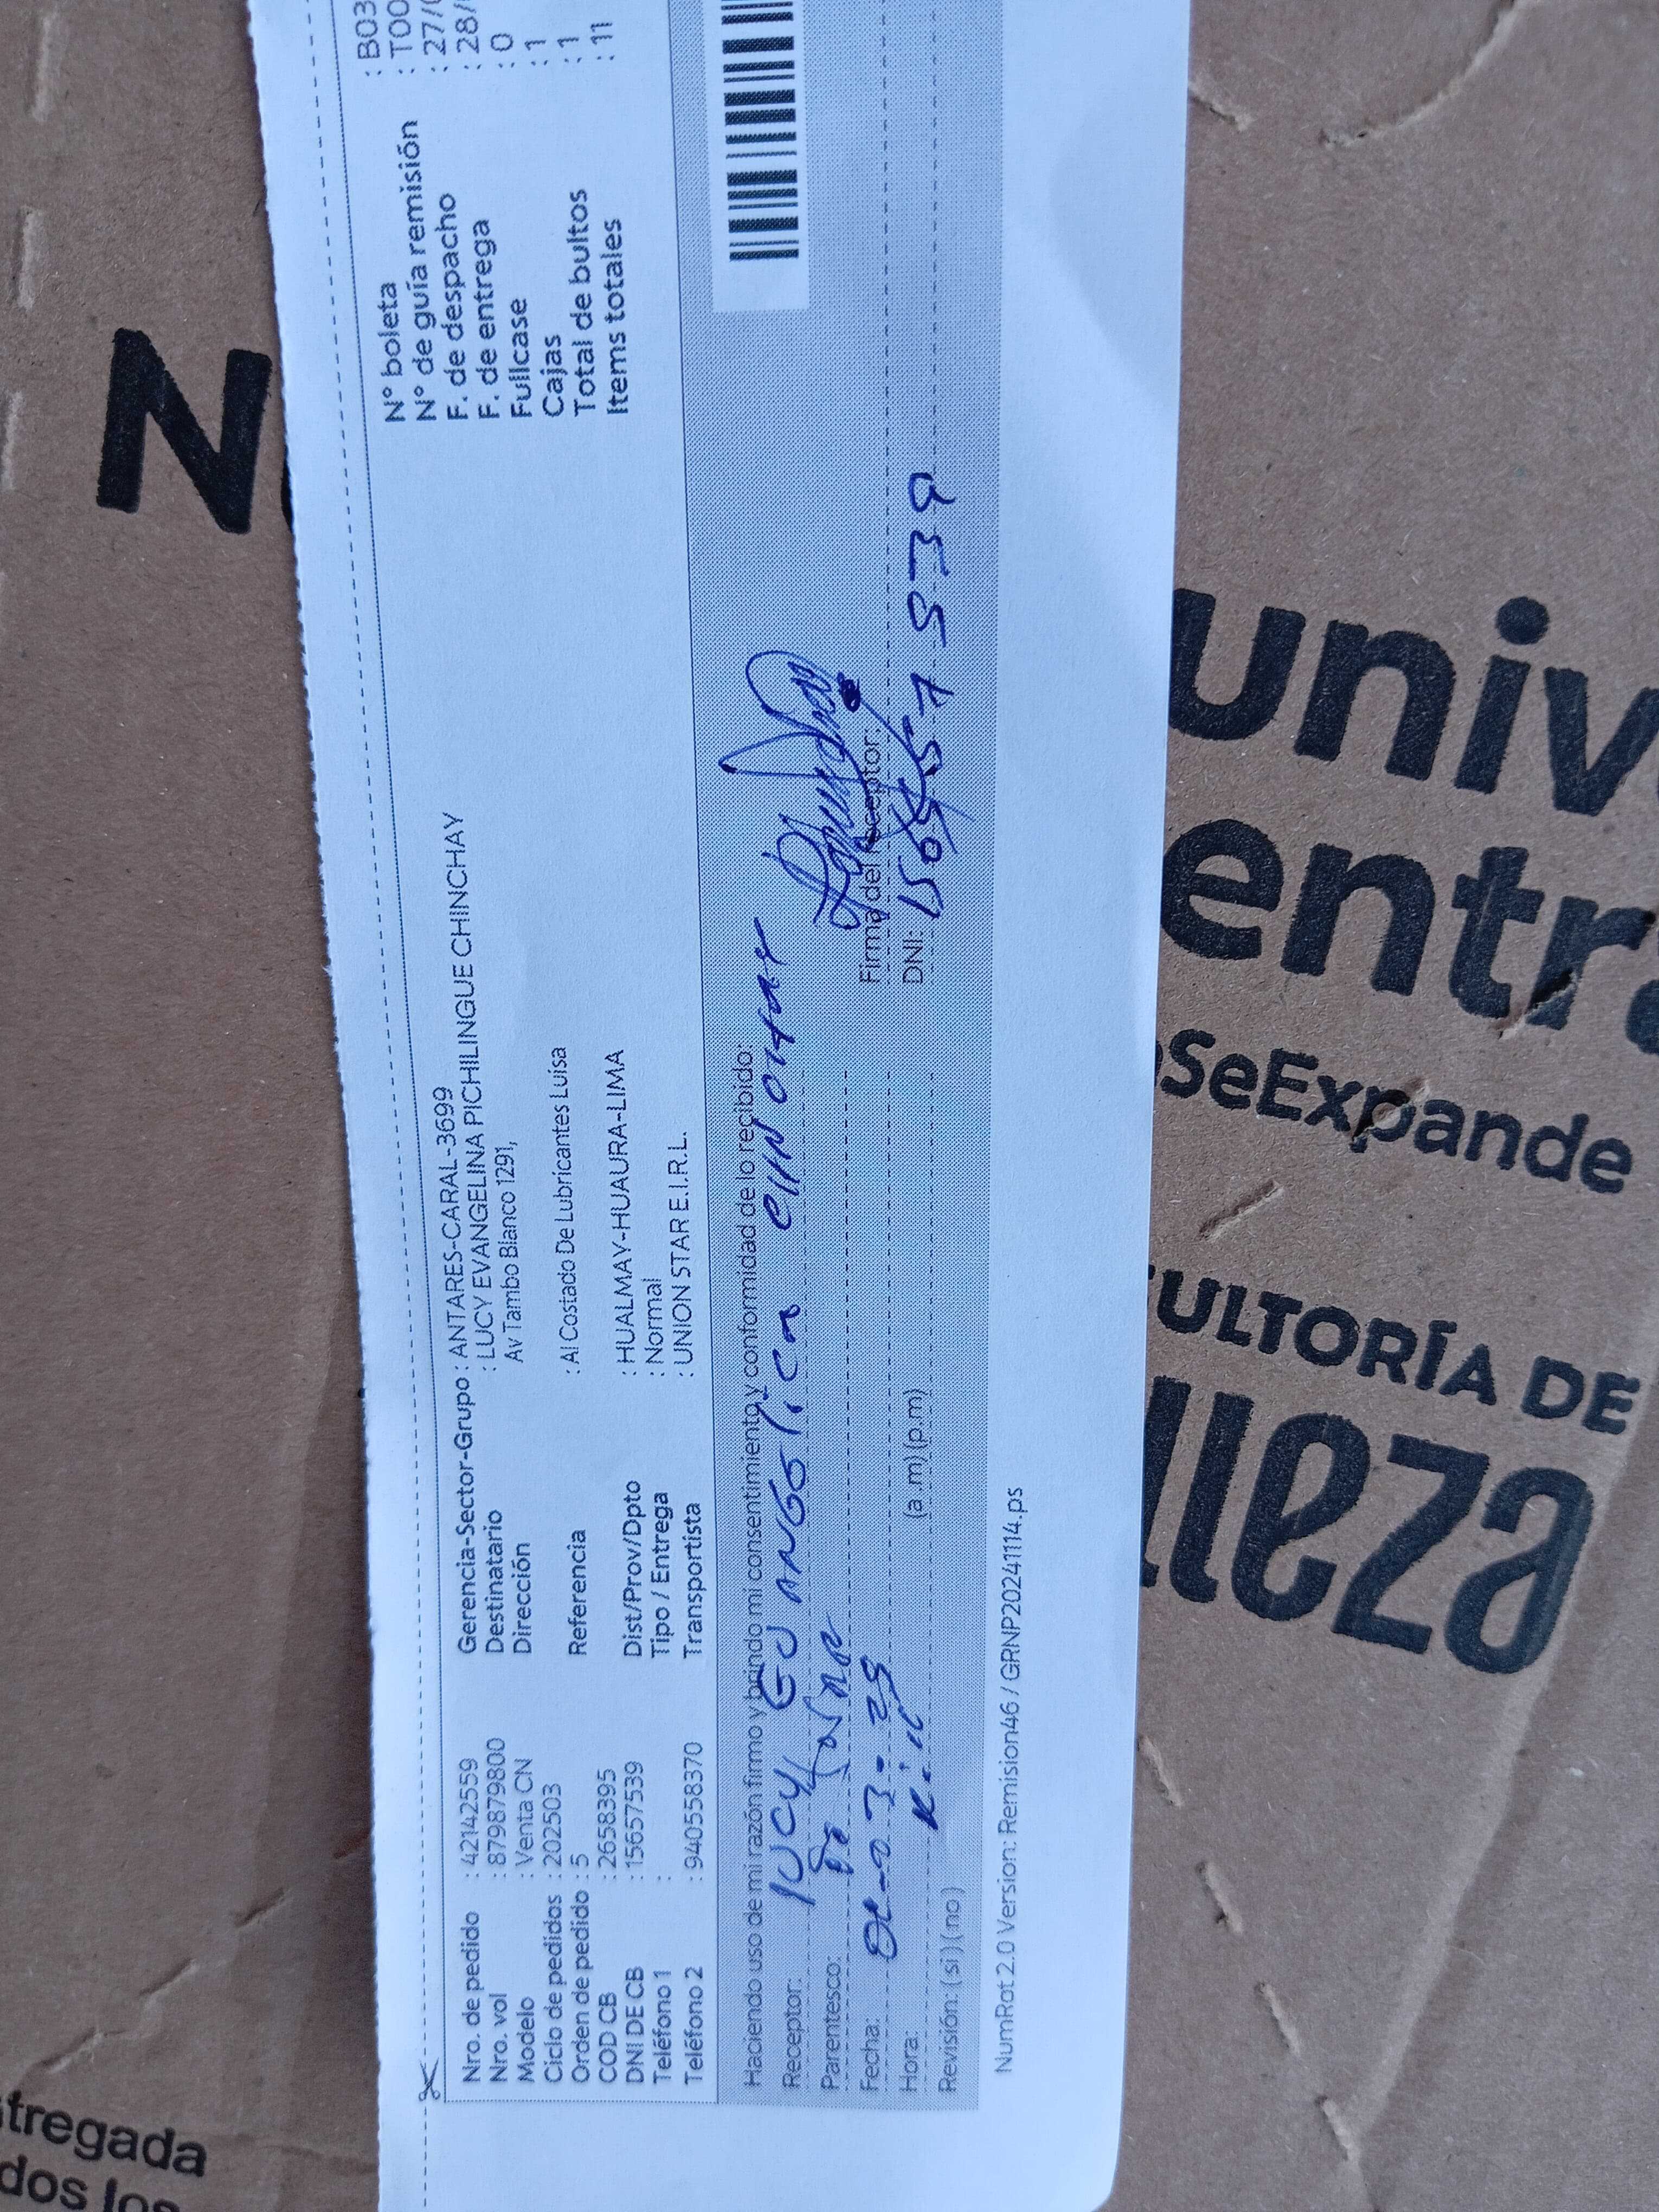 Nro. de pedido : 42142559
Nro. vol : 879879800
Modelo : Venta CN
Ciclo de pedidos : 202503
Orden de pedido : 5
COD CB : 26658395
DNI DE CB : 15657539
Teléfono 1 :
Teléfono 2 : 940558370
Gerencia-Sector-Grupo : ANTARES-CARAL-3699
Destinatario : LUCY EVANGELINA PICHILINGUE CHINCHAY
Dirección Av Tambo Blanco 1291,
Referencia : Al Costado De Lubricantes Luisa
Dist/Prov/Dpto : HUALMAY-HUAURA-LIMA
Tipo / Entrega : Normal
Transportista : UNION STAR E.I.R.L.
N° boleta : B03
N° de guía remisión : T00
F. de despacho : 27/
F. de entrega : 28/
Fullcase : 0
Cajas : 1
Total de bultos : 1
Items totales : 11
Haciendo uso de mi razón firmo y brindo mi consentimiento y conformidad de lo recibido:
Receptor: LUCY
Parentesco:
Fecha:
Hora: (a.m)(p.m)
Revisión: (si)(no)
Firma del Receptor:
DNI:
NumRot 2.0 Version: Remision46 / GRNP20241114.ps
N
univ
entr
SeExpande
ULTORÍA DE
lleza
tregada
dos los